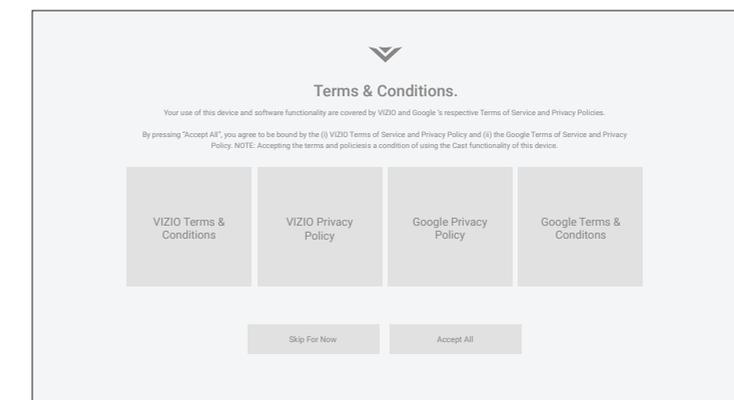 Terms & Conditions.
Your use of this device and software functionality are covered by VIZIO and Google 's respective Terms of Service and Privacy Policies.
By pressing "Accept All", you agree to be bound by the (i) VIZIO Terms of Service and Privacy Policy and (ii) the Google Terms of Service and Privacy
Policy. NOTE: Accepting the terms and policiesis a condition of using the Cast functionality of this device.
VIZIO Terms &
Conditions
VIZIO Privacy
Policy
Google Privacy
Policy
Google Terms &
Conditons
Skip For Now
Accept All